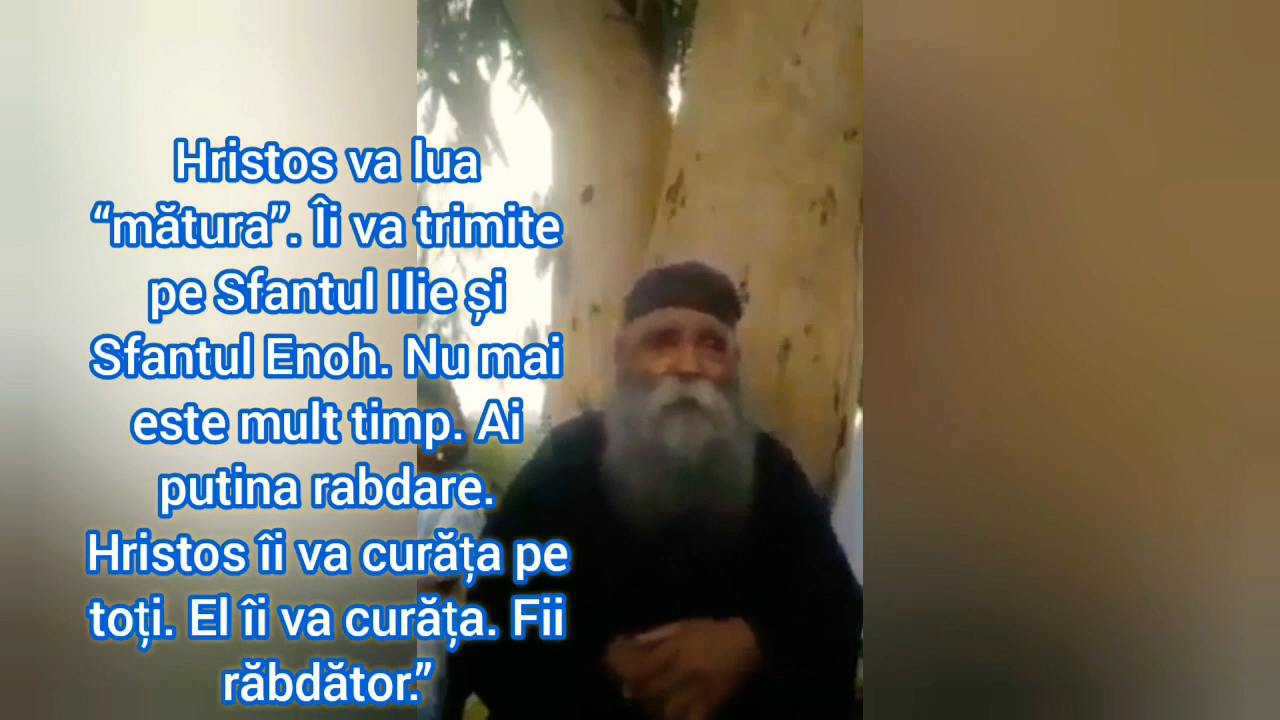 Hristos va lua
“mătura”. Îi va trimite
pe Sfantul Ilie și
Sfantul Enoh. Nu mai
este mult timp. Ai
putina rabdare.
Hristos îi va curăța pe
toți. El îi va curăța. Fii
răbdător.”